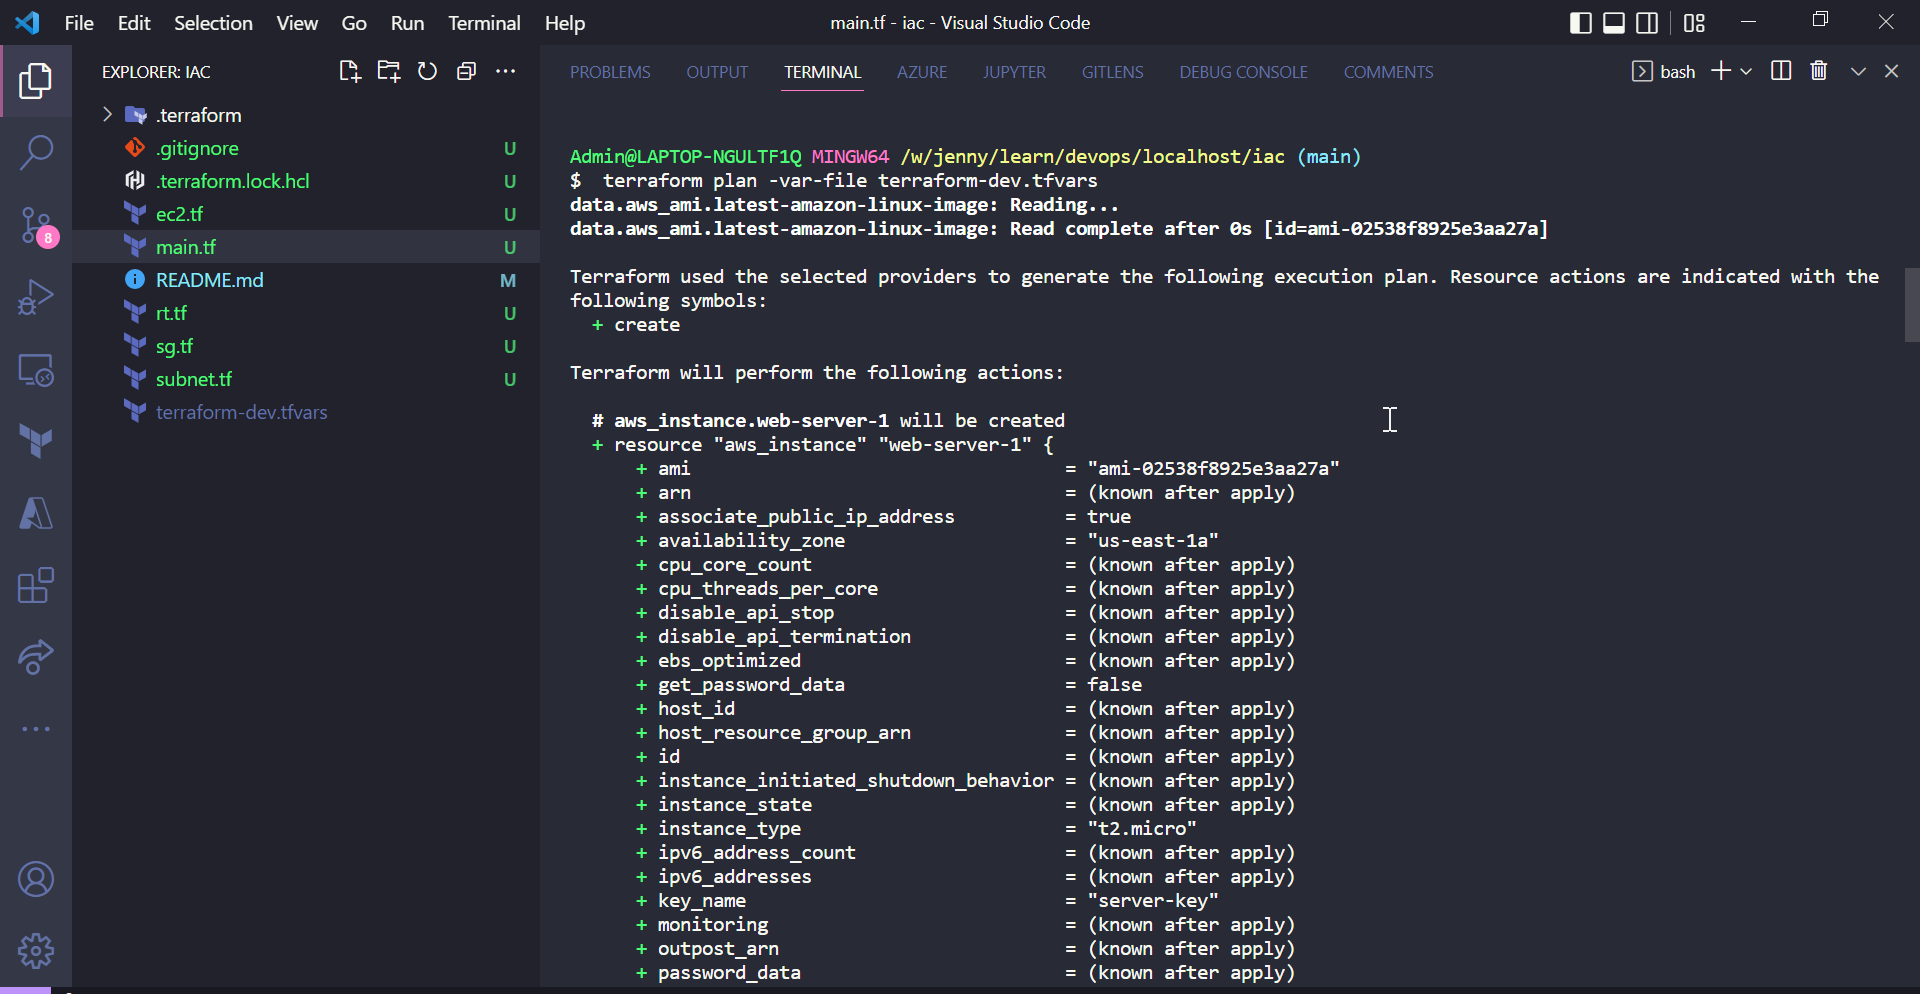 File Edit Selection View Go Run Terminal Help
main.tf - iac - Visual Studio Code
EXPLORER: IAC
.terraform
.gitignore U
.terraform.lock.hcl U
ec2.tf U
8
main.tf U
README.md M
rt.tf U
sg.tf U
subnet.tf U
terraform-dev.tfvars
PROBLEMS OUTPUT TERMINAL AZURE JUPYTER GITLENS DEBUG CONSOLE COMMENTS
bash
Admin@LAPTOP-NGULTF1Q MINGW64 /w/jenny/learn/devops/localhost/iac (main)
$ terraform plan -var-file terraform-dev.tfvars
data.aws_ami.latest-amazon-linux-image: Reading...
data.aws_ami.latest-amazon-linux-image: Read complete after 0s [id=ami-02538f8925e3aa27a]
Terraform used the selected providers to generate the following execution plan. Resource actions are indicated with the
following symbols:
+ create
Terraform will perform the following actions:
# aws_instance.web-server-1 will be created
+ resource "aws_instance" "web-server-1" {
+ ami = "ami-02538f8925e3aa27a"
+ arn = (known after apply)
+ associate_public_ip_address = true
+ availability_zone = "us-east-1a"
+ cpu_core_count = (known after apply)
+ cpu_threads_per_core = (known after apply)
+ disable_api_stop = (known after apply)
+ disable_api_termination = (known after apply)
+ ebs_optimized = (known after apply)
+ get_password_data = false
+ host_id = (known after apply)
+ host_resource_group_arn = (known after apply)
+ id = (known after apply)
+ instance_initiated_shutdown_behavior = (known after apply)
+ instance_state = (known after apply)
+ instance_type = "t2.micro"
+ ipv6_address_count = (known after apply)
+ ipv6_addresses = (known after apply)
+ key_name = "server-key"
+ monitoring = (known after apply)
+ outpost_arn = (known after apply)
+ password_data = (known after apply)